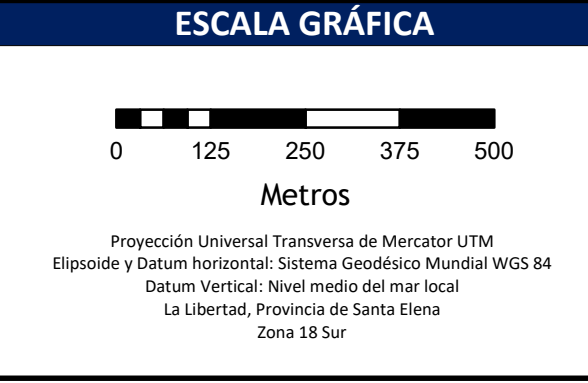 ESCALA GRÁFICA
0 125 250 375 500
Metros
Proyección Universal Transversa de Mercator UTM
Elipsoide y Datum horizontal: Sistema Geodésico Mundial WGS 84
Datum Vertical: Nivel medio del mar local
La Libertad, Provincia de Santa Elena
Zona 18 Sur